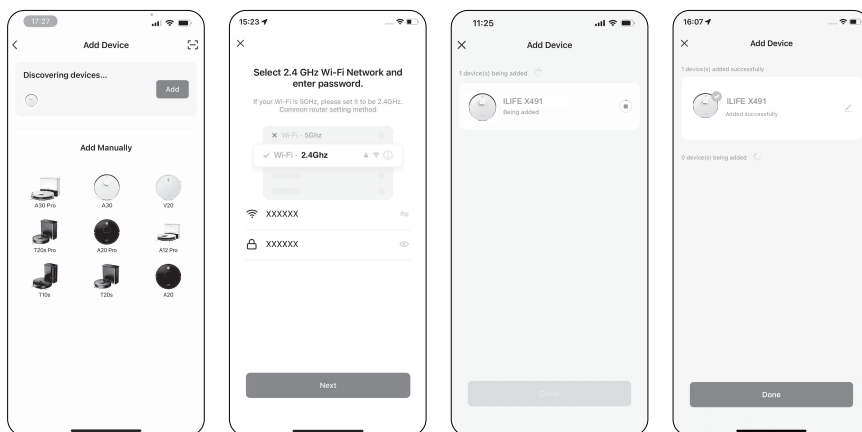 17:27
Add Device
Discovering devices...
Add
Add Manually
A30 Pro
A30
V20
T20s Pro
A20 Pro
A12 Pro
T10s
T20s
A20
15:23
Select 2.4 GHz Wi-Fi Network and
enter password.
If your Wi-Fi is 5GHz, please set it to be 2.4GHz.
Common router setting method
Wi-Fi - 5Ghz
Wi-Fi - 2.4Ghz
XXXXXX
XXXXXX
Next
11:25
Add Device
1 device(s) being added
ILIFE X491
Being added
Done
16:07
Add Device
1 device(s) added successfully
ILIFE X491
Added successfully
0 device(s) being added
Done